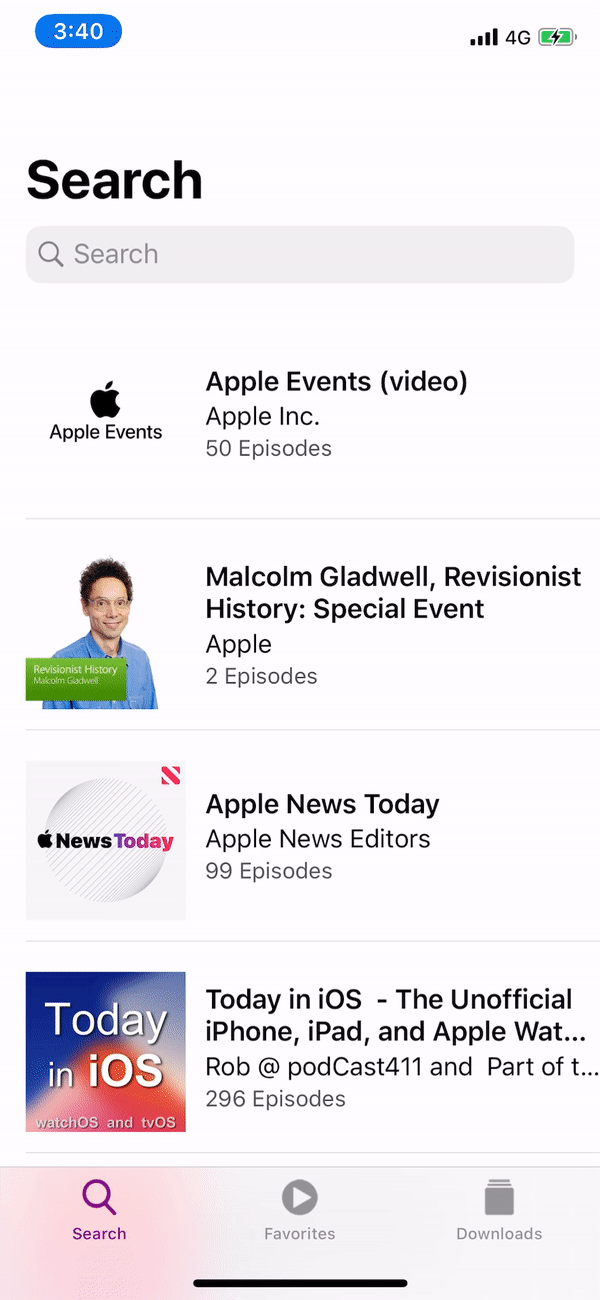 3:40
4G
Search
Search
Apple Events
Apple Events (video)
Apple Inc.
50 Episodes
Revisionist History
Malcolm Gladwell
Malcolm Gladwell, Revisionist
History: Special Event
Apple
2 Episodes
News Today
Apple News Today
Apple News Editors
99 Episodes
Today
in iOS
watchOS and tvOS
Today in iOS - The Unofficial
iPhone, iPad, and Apple Wat...
Rob @ podCast411 and Part of t...
296 Episodes
Search
Favorites
Downloads